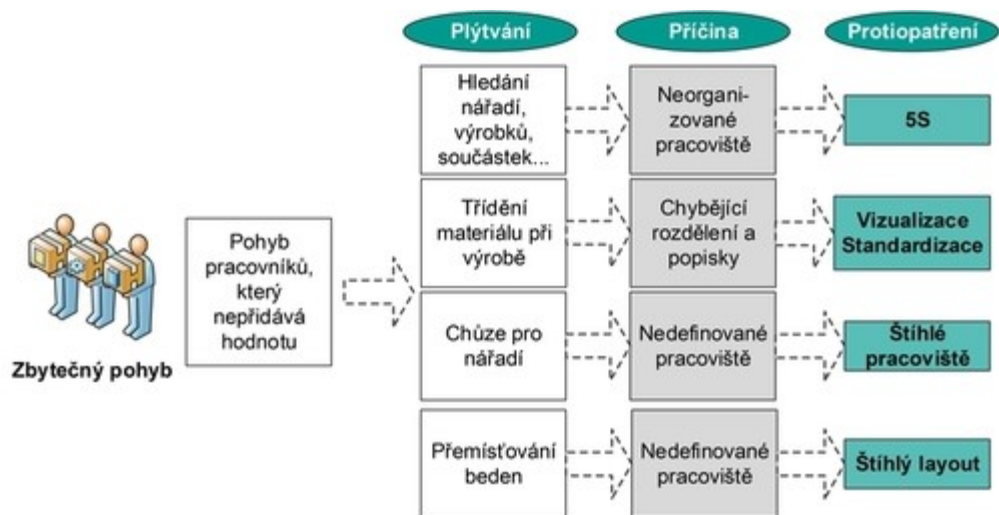 Plýtvání
Příčina
Protiopatření
Hledání
nářadí,
výrobků,
součástek...
Neorgani-
zované
pracoviště
5S
Třídění
materiálu při
výrobě
Chybějící
rozdělení a
popisky
Vizualizace
Standardizace
Zbytečný pohyb
Pohyb
pracovníků,
který
nepřidává
hodnotu
Chůze pro
nářadí
Nedefinované
pracoviště
Štíhlé
pracoviště
Přemísťování
beden
Nedefinované
pracoviště
Štíhlý layout